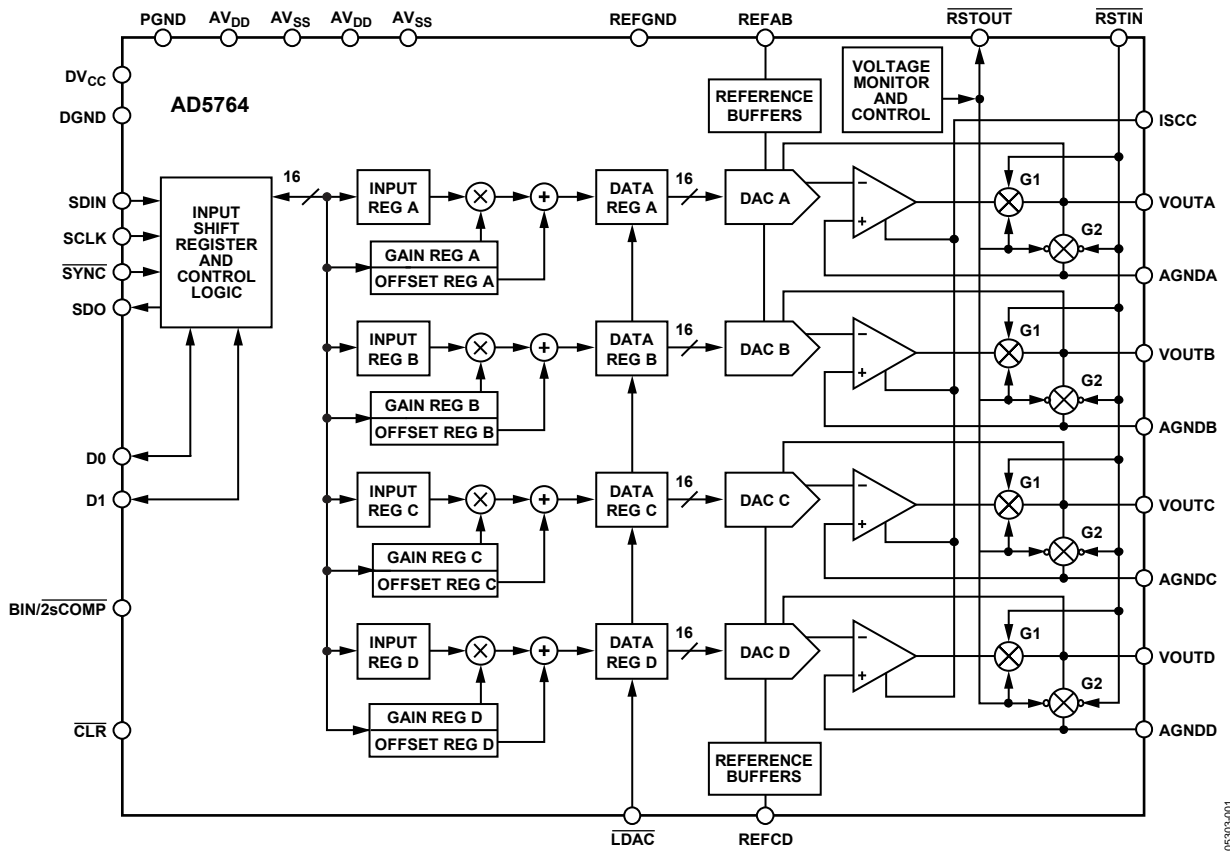 PGND
AVDD
AVSS
AVDD
AVSS
REFGND
REFAB
RSTOUT
RSTIN
DVCC
DGND
AD5764
REFERENCE
BUFFERS
VOLTAGE
MONITOR
AND
CONTROL
ISCC
SDIN
SCLK
SYNC
SDO
INPUT
SHIFT
REGISTER
AND
CONTROL
LOGIC
16
INPUT
REG A
×
+
GAIN REG A
OFFSET REG A
DATA
REG A
16
DAC A
−
+
G1
G2
VOUTA
AGNDA
INPUT
REG B
×
+
GAIN REG B
OFFSET REG B
DATA
REG B
16
DAC B
−
+
G1
G2
VOUTB
AGNDB
D0
D1
INPUT
REG C
×
+
GAIN REG C
OFFSET REG C
DATA
REG C
16
DAC C
−
+
G1
G2
VOUTC
AGNDC
BIN/2sCOMP
CLR
INPUT
REG D
×
+
GAIN REG D
OFFSET REG D
DATA
REG D
16
DAC D
−
+
G1
G2
VOUTD
AGNDD
REFERENCE
BUFFERS
LDAC
REFCD
05303-001